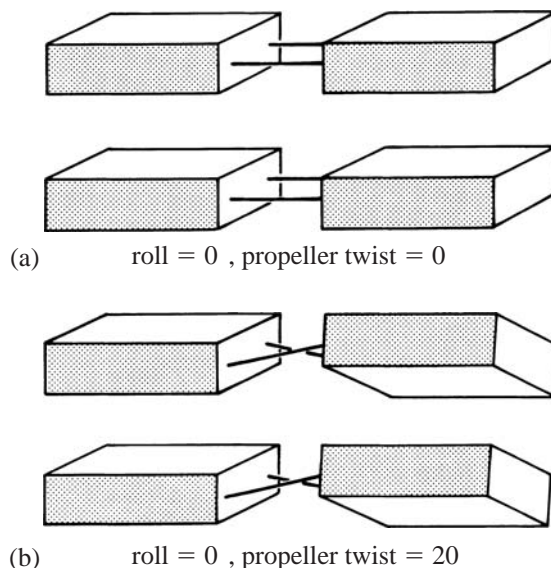 (a) roll = 0 , propeller twist = 0
(b) roll = 0 , propeller twist = 20